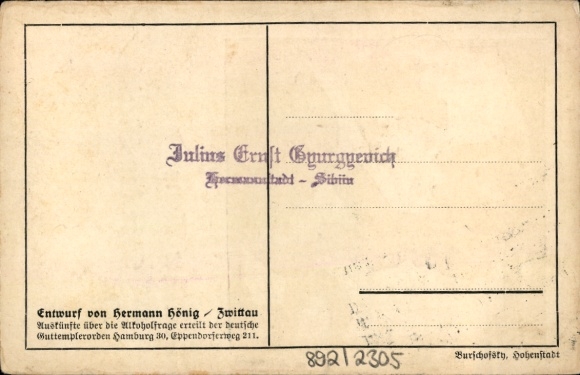 Julius Ernst Gyurgyevich
Hermannstadt – Sibiiu
Entwurf von Hermann Hönig / Zwittau
Auskünfte über die Alkoholfrage erteilt der deutsche
Guttemplerorden Hamburg 30, Eppendorferweg 211.
892/2305
Burschofsky, Hohenstadt